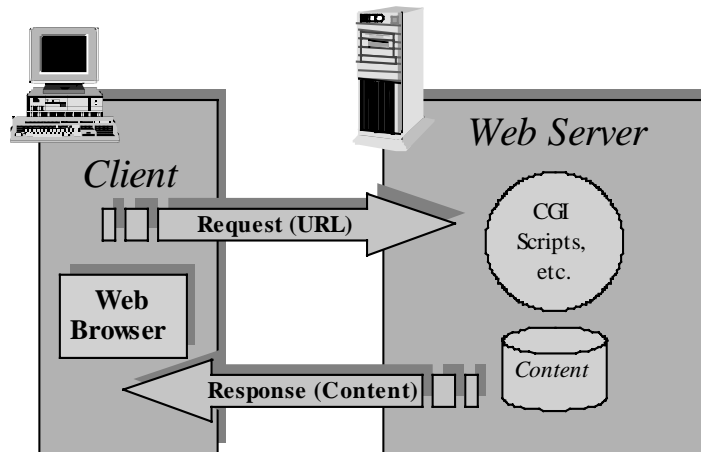 Client
Web Server
Request (URL)
CGI
Scripts,
etc.
Web
Browser
Content
Response (Content)